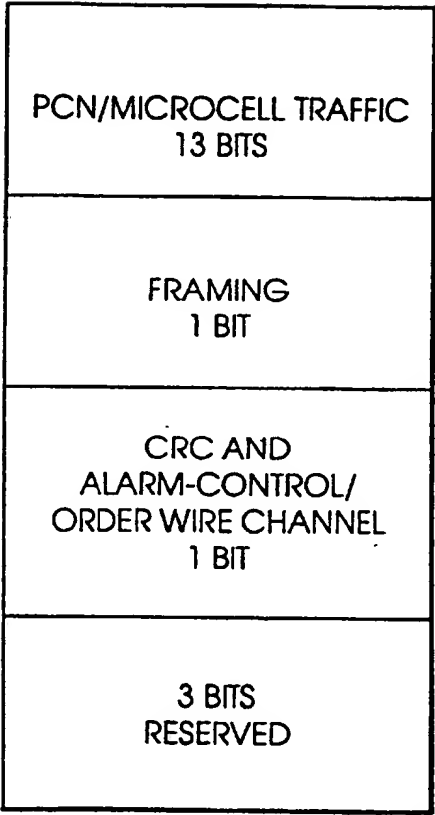 PCN/MICROCELL TRAFFIC
13 BITS
FRAMING
1 BIT
CRC AND
ALARM-CONTROL/
ORDER WIRE CHANNEL
1 BIT
3 BITS
RESERVED